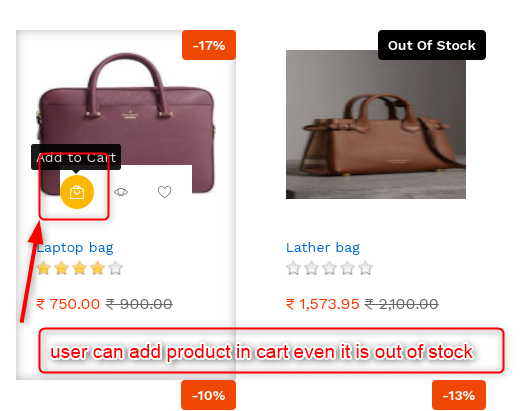 -17%
Out Of Stock
Add to Cart
Laptop bag
Lather bag
₹ 750.00 ₹ 900.00
₹ 1,573.95 ₹ 2,100.00
user can add product in cart even it is out of stock
-10%
-13%